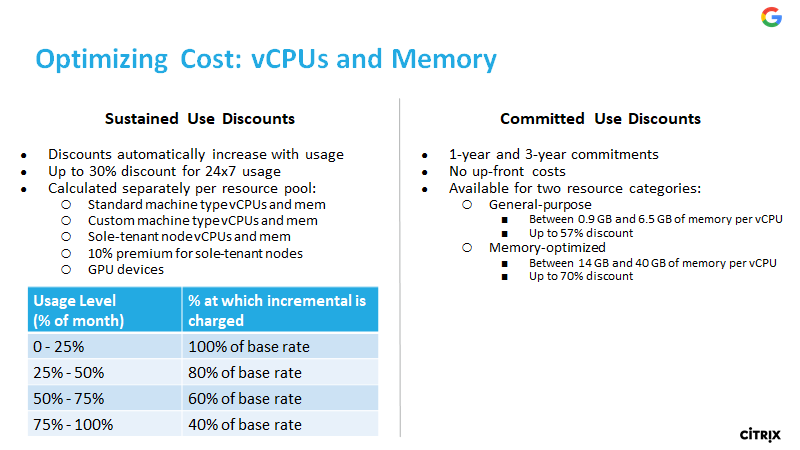 Optimizing Cost: vCPUs and Memory
Sustained Use Discounts
● Discounts automatically increase with usage
● Up to 30% discount for 24x7 usage
● Calculated separately per resource pool:
○ Standard machine type vCPUs and mem
○ Custom machine type vCPUs and mem
○ Sole-tenant node vCPUs and mem
○ 10% premium for sole-tenant nodes
○ GPU devices
Usage Level
(% of month)
% at which incremental is
charged
0 - 25% 100% of base rate
25% - 50% 80% of base rate
50% - 75% 60% of base rate
75% - 100% 40% of base rate
Committed Use Discounts
● 1-year and 3-year commitments
● No up-front costs
● Available for two resource categories:
○ General-purpose
■ Between 0.9 GB and 6.5 GB of memory per vCPU
■ Up to 57% discount
○ Memory-optimized
■ Between 14 GB and 40 GB of memory per vCPU
■ Up to 70% discount
CİTRIX